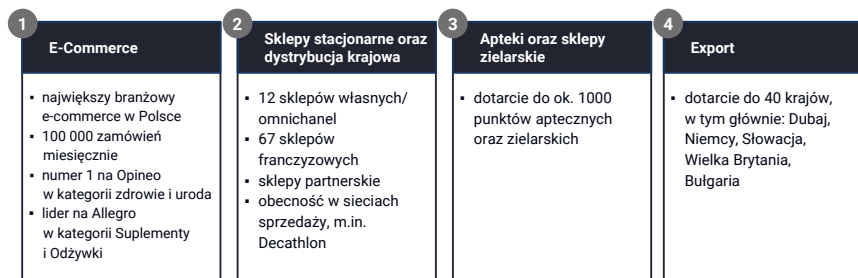 1
E-Commerce
▪ największy branżowy
e-commerce w Polsce
▪ 100 000 zamówień
miesięcznie
▪ numer 1 na Opineo
w kategorii zdrowie i uroda
▪ lider na Allegro
w kategorii Suplementy
i Odżywki
2
Sklepy stacjonarne oraz
dystrybucja krajowa
▪ 12 sklepów własnych/
omnichanel
▪ 67 sklepów
franczyzowych
▪ sklepy partnerskie
▪ obecność w sieciach
sprzedaży, m.in.
Decathlon
3
Apteki oraz sklepy
zielarskie
▪ dotarcie do ok. 1000
punktów aptecznych
oraz zielarskich
4
Export
▪ dotarcie do 40 krajów,
w tym głównie: Dubaj,
Niemcy, Słowacja,
Wielka Brytania,
Bułgaria